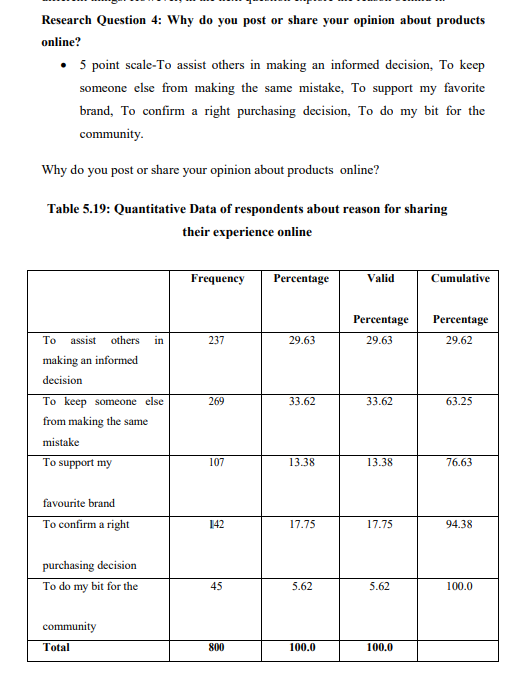 Research Question 4: Why do you post or share your opinion about products
online?
• 5 point scale-To assist others in making an informed decision, To keep
someone else from making the same mistake, To support my favorite
brand, To confirm a right purchasing decision, To do my bit for the
community.
Why do you post or share your opinion about products online?
Table 5.19: Quantitative Data of respondents about reason for sharing
their experience online
Frequency Percentage Valid Cumulative
Percentage Percentage
To assist others in 237 29.63 29.63 29.62
making an informed
decision
To keep someone else 269 33.62 33.62 63.25
from making the same
mistake
To support my 107 13.38 13.38 76.63
favourite brand
To confirm a right 142 17.75 17.75 94.38
purchasing decision
To do my bit for the 45 5.62 5.62 100.0
community
Total 800 100.0 100.0